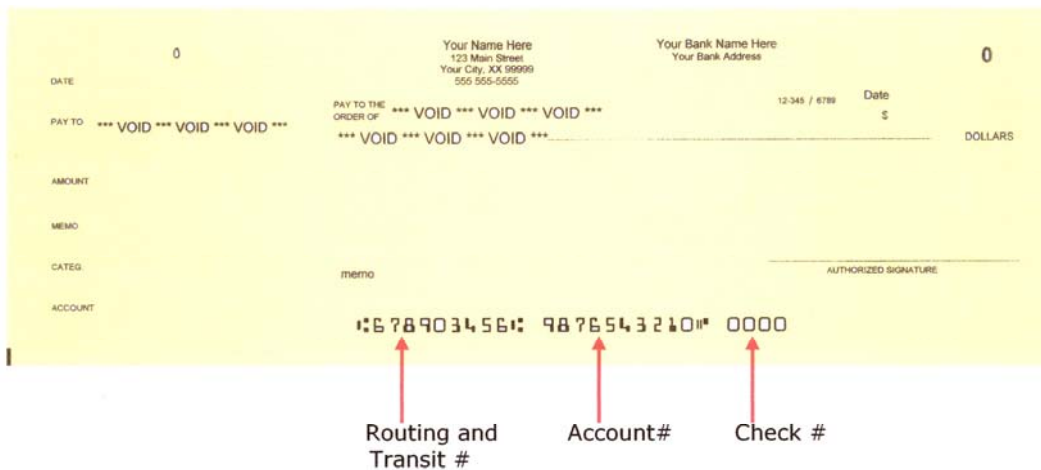 0
DATE
PAY TO *** VOID *** VOID *** VOID ***
AMOUNT
MEMO
CATEG.
ACCOUNT
Your Name Here
123 Main Street
Your City, XX 99999
555 555-5555
Your Bank Name Here
Your Bank Address
0
12-345 / 6789
Date
PAY TO THE
ORDER OF *** VOID *** VOID *** VOID ***
$
*** VOID *** VOID *** VOID *** DOLLARS
memo
AUTHORIZED SIGNATURE
⑆678903456⑆ 9876543210⑈ 0000
Routing and
Transit #
Account#
Check #